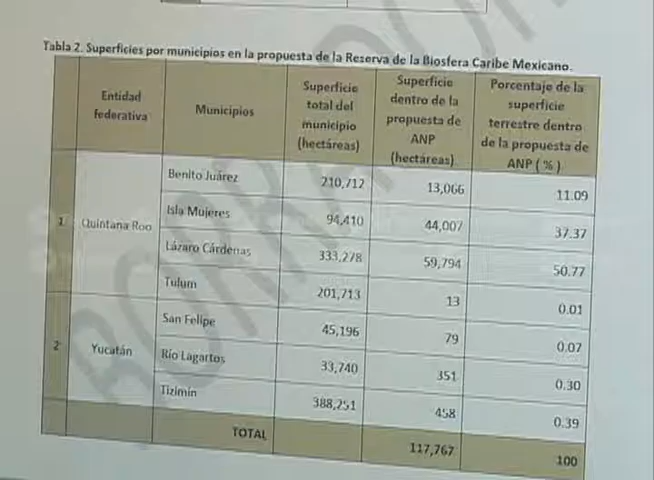 Tabla 2. Superficies por municipios en la propuesta de la Reserva de la Biosfera Caribe Mexicano.
Entidad federativa Municipios Superficie total del municipio (hectáreas) Superficie dentro de la propuesta de ANP (hectáreas) Porcentaje de la superficie terrestre dentro de la propuesta de ANP ( % )
1 Quintana Roo
Benito Juárez 210,712 13,066 11.09
Isla Mujeres 94,410 44,007 37.37
Lázaro Cárdenas 333,278 59,794 50.77
Tulum 201,713 13 0.01
2 Yucatán
San Felipe 45,196 79 0.07
Río Lagartos 33,740 351 0.30
Tizimín 388,251 458 0.39
TOTAL 117,767 100
BORRADOR